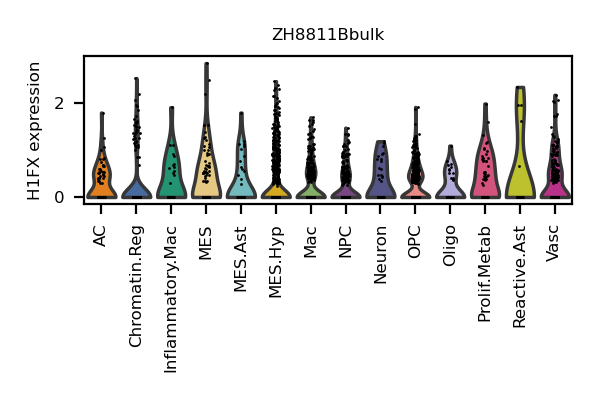 ZH8811Bbulk
H1FX expression
2
0
AC
Chromatin.Reg
Inflammatory.Mac
MES
MES.Ast
MES.Hyp
Mac
NPC
Neuron
OPC
Oligo
Prolif.Metab
Reactive.Ast
Vasc